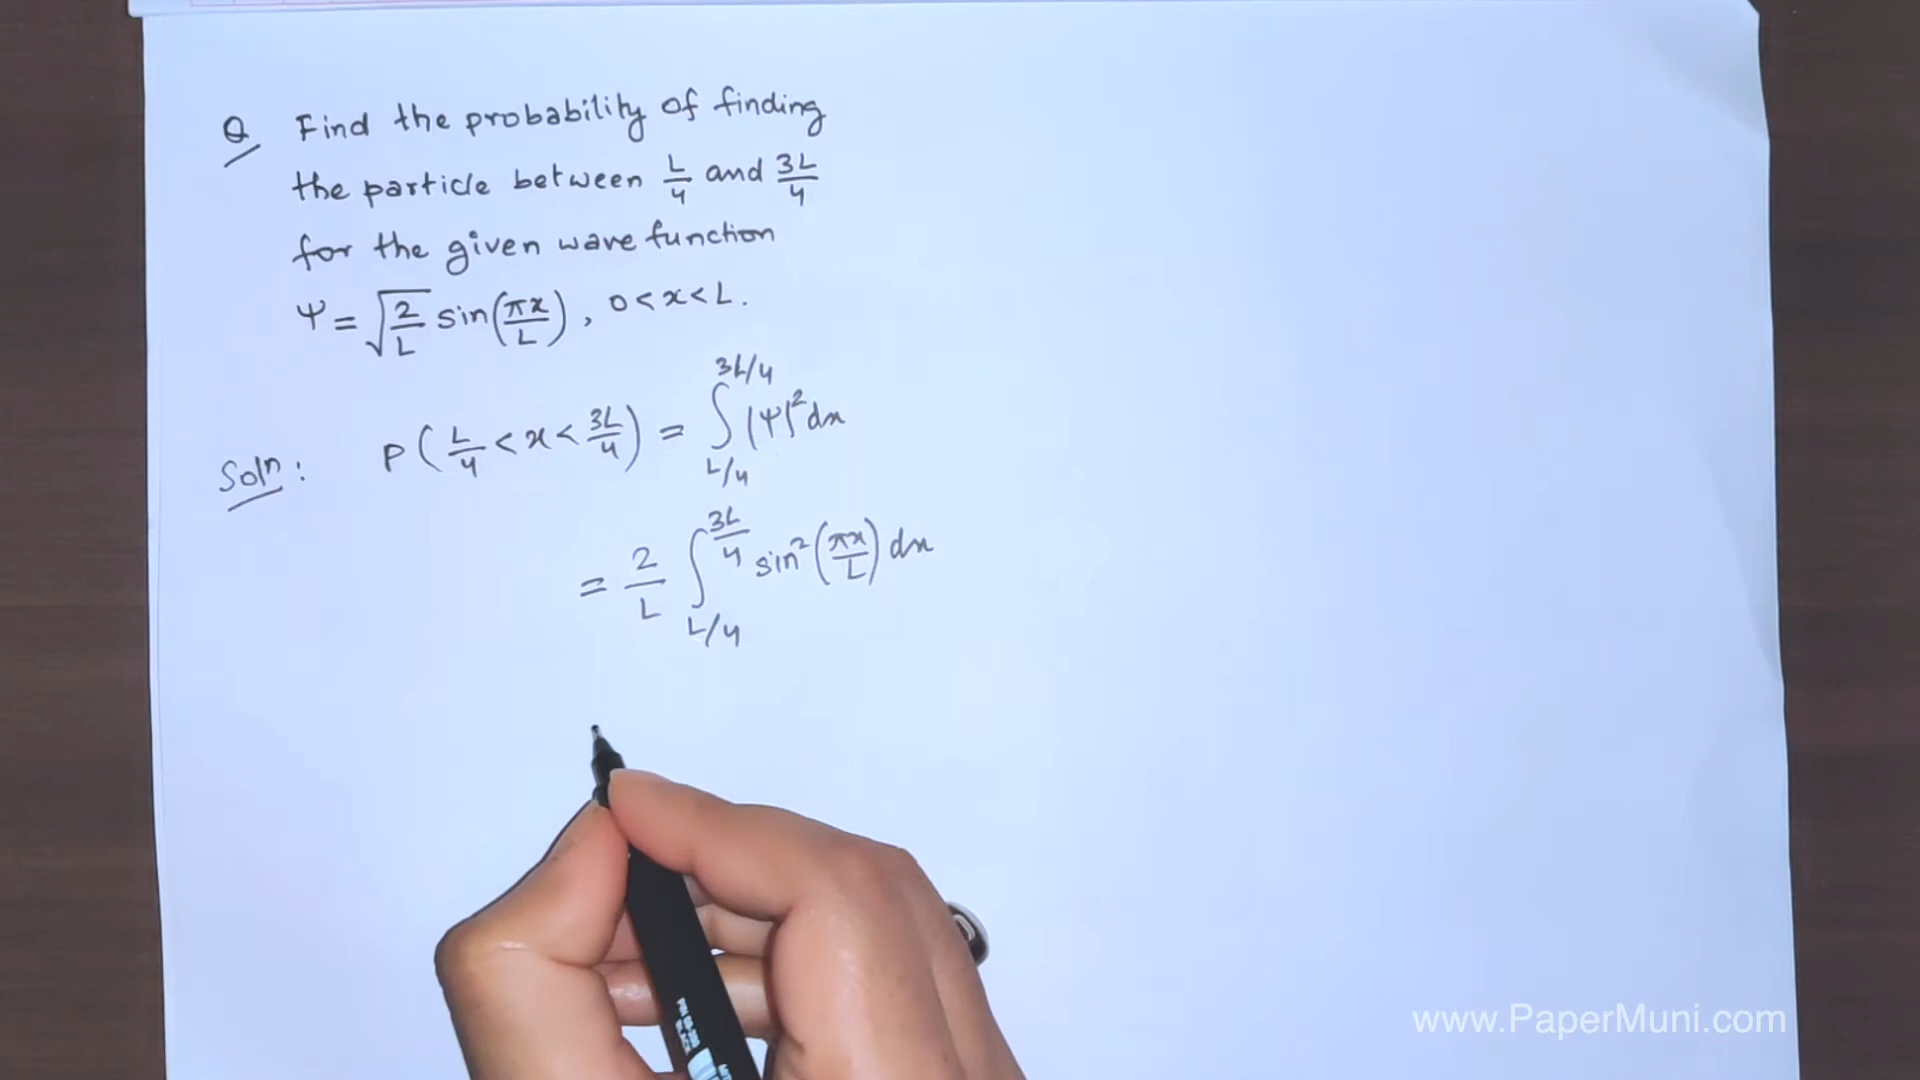 Q Find the probability of finding
the particle between L/4 and 3L/4
for the given wave function
Ψ = √(2/L) sin(πx/L), 0<x<L.
Soln: P(L/4 < x < 3L/4) = ∫_{L/4}^{3L/4} |Ψ|² dx
= 2/L ∫_{L/4}^{3L/4} sin²(πx/L) dx
www.PaperMuni.com